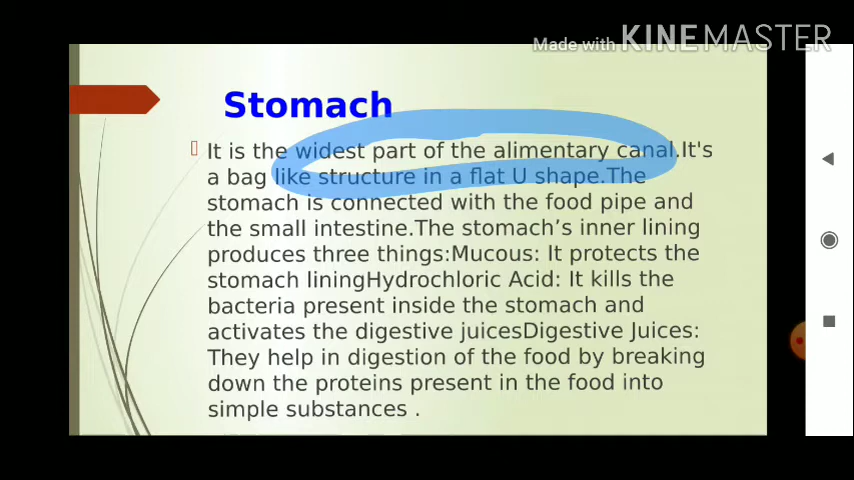 Made with KINEMASTER
Stomach
It is the widest part of the alimentary canal.It's
a bag like structure in a flat U shape.The
stomach is connected with the food pipe and
the small intestine.The stomach’s inner lining
produces three things:Mucous: It protects the
stomach liningHydrochloric Acid: It kills the
bacteria present inside the stomach and
activates the digestive juicesDigestive Juices:
They help in digestion of the food by breaking
down the proteins present in the food into
simple substances .